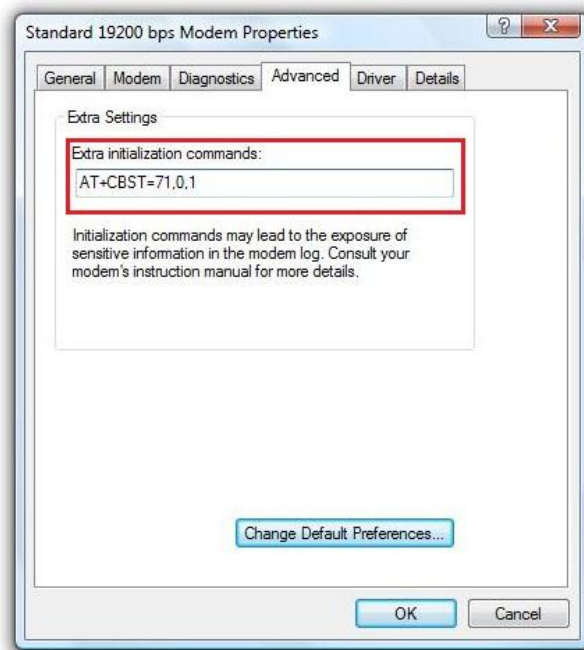 Standard 19200 bps Modem Properties
? X
General Modem Diagnostics Advanced Driver Details
Extra Settings
Extra initialization commands:
AT+CBST=71,0,1
Initialization commands may lead to the exposure of
sensitive information in the modem log. Consult your
modem's instruction manual for more details.
Change Default Preferences...
OK Cancel